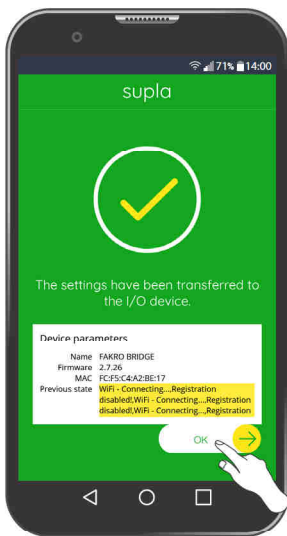 71% 14:00
supla
The settings have been transferred to
the I/O device.
Device parameters
Name FAKRO BRIDGE
Firmware 2.7.26
MAC FC:F5:C4:A2:BE:17
Previous state WiFi - Connecting...,Registration
disabled!,WiFi - Connecting...,Registration
disabled!,WiFi - Connecting...,Registration
OK